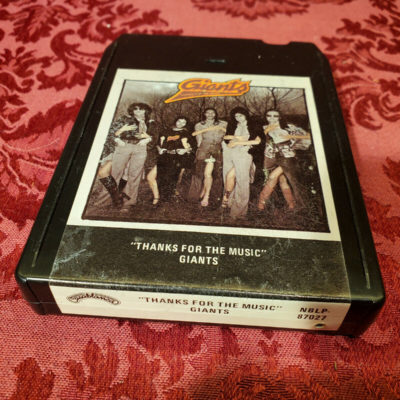 Giants
"THANKS FOR THE MUSIC"
GIANTS
"THANKS FOR THE MUSIC"
GIANTS
NBLP-
87027